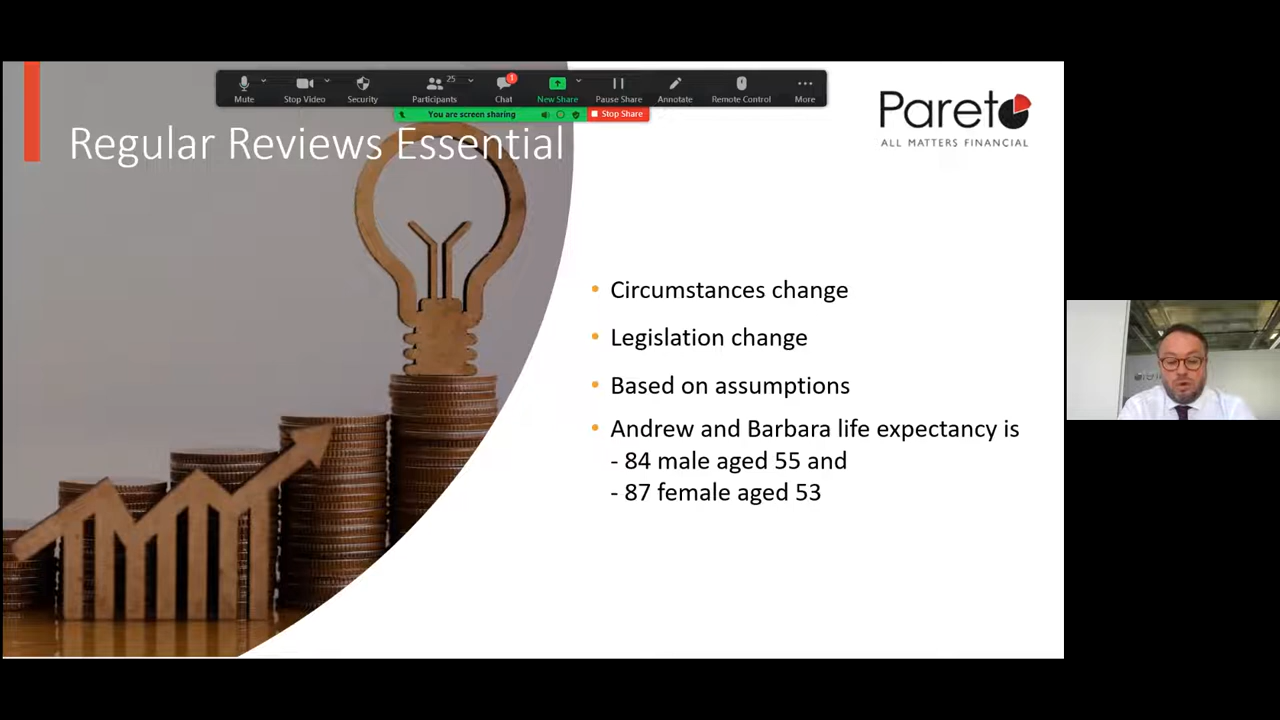 25
1
Mute
Stop Video
Security
Participants
Chat
New Share
Pause Share
Annotate
Remote Control
More
You are screen sharing
Stop Share
Pareto
ALL MATTERS FINANCIAL
Regular Reviews Essential
• Circumstances change
• Legislation change
• Based on assumptions
• Andrew and Barbara life expectancy is
- 84 male aged 55 and
- 87 female aged 53